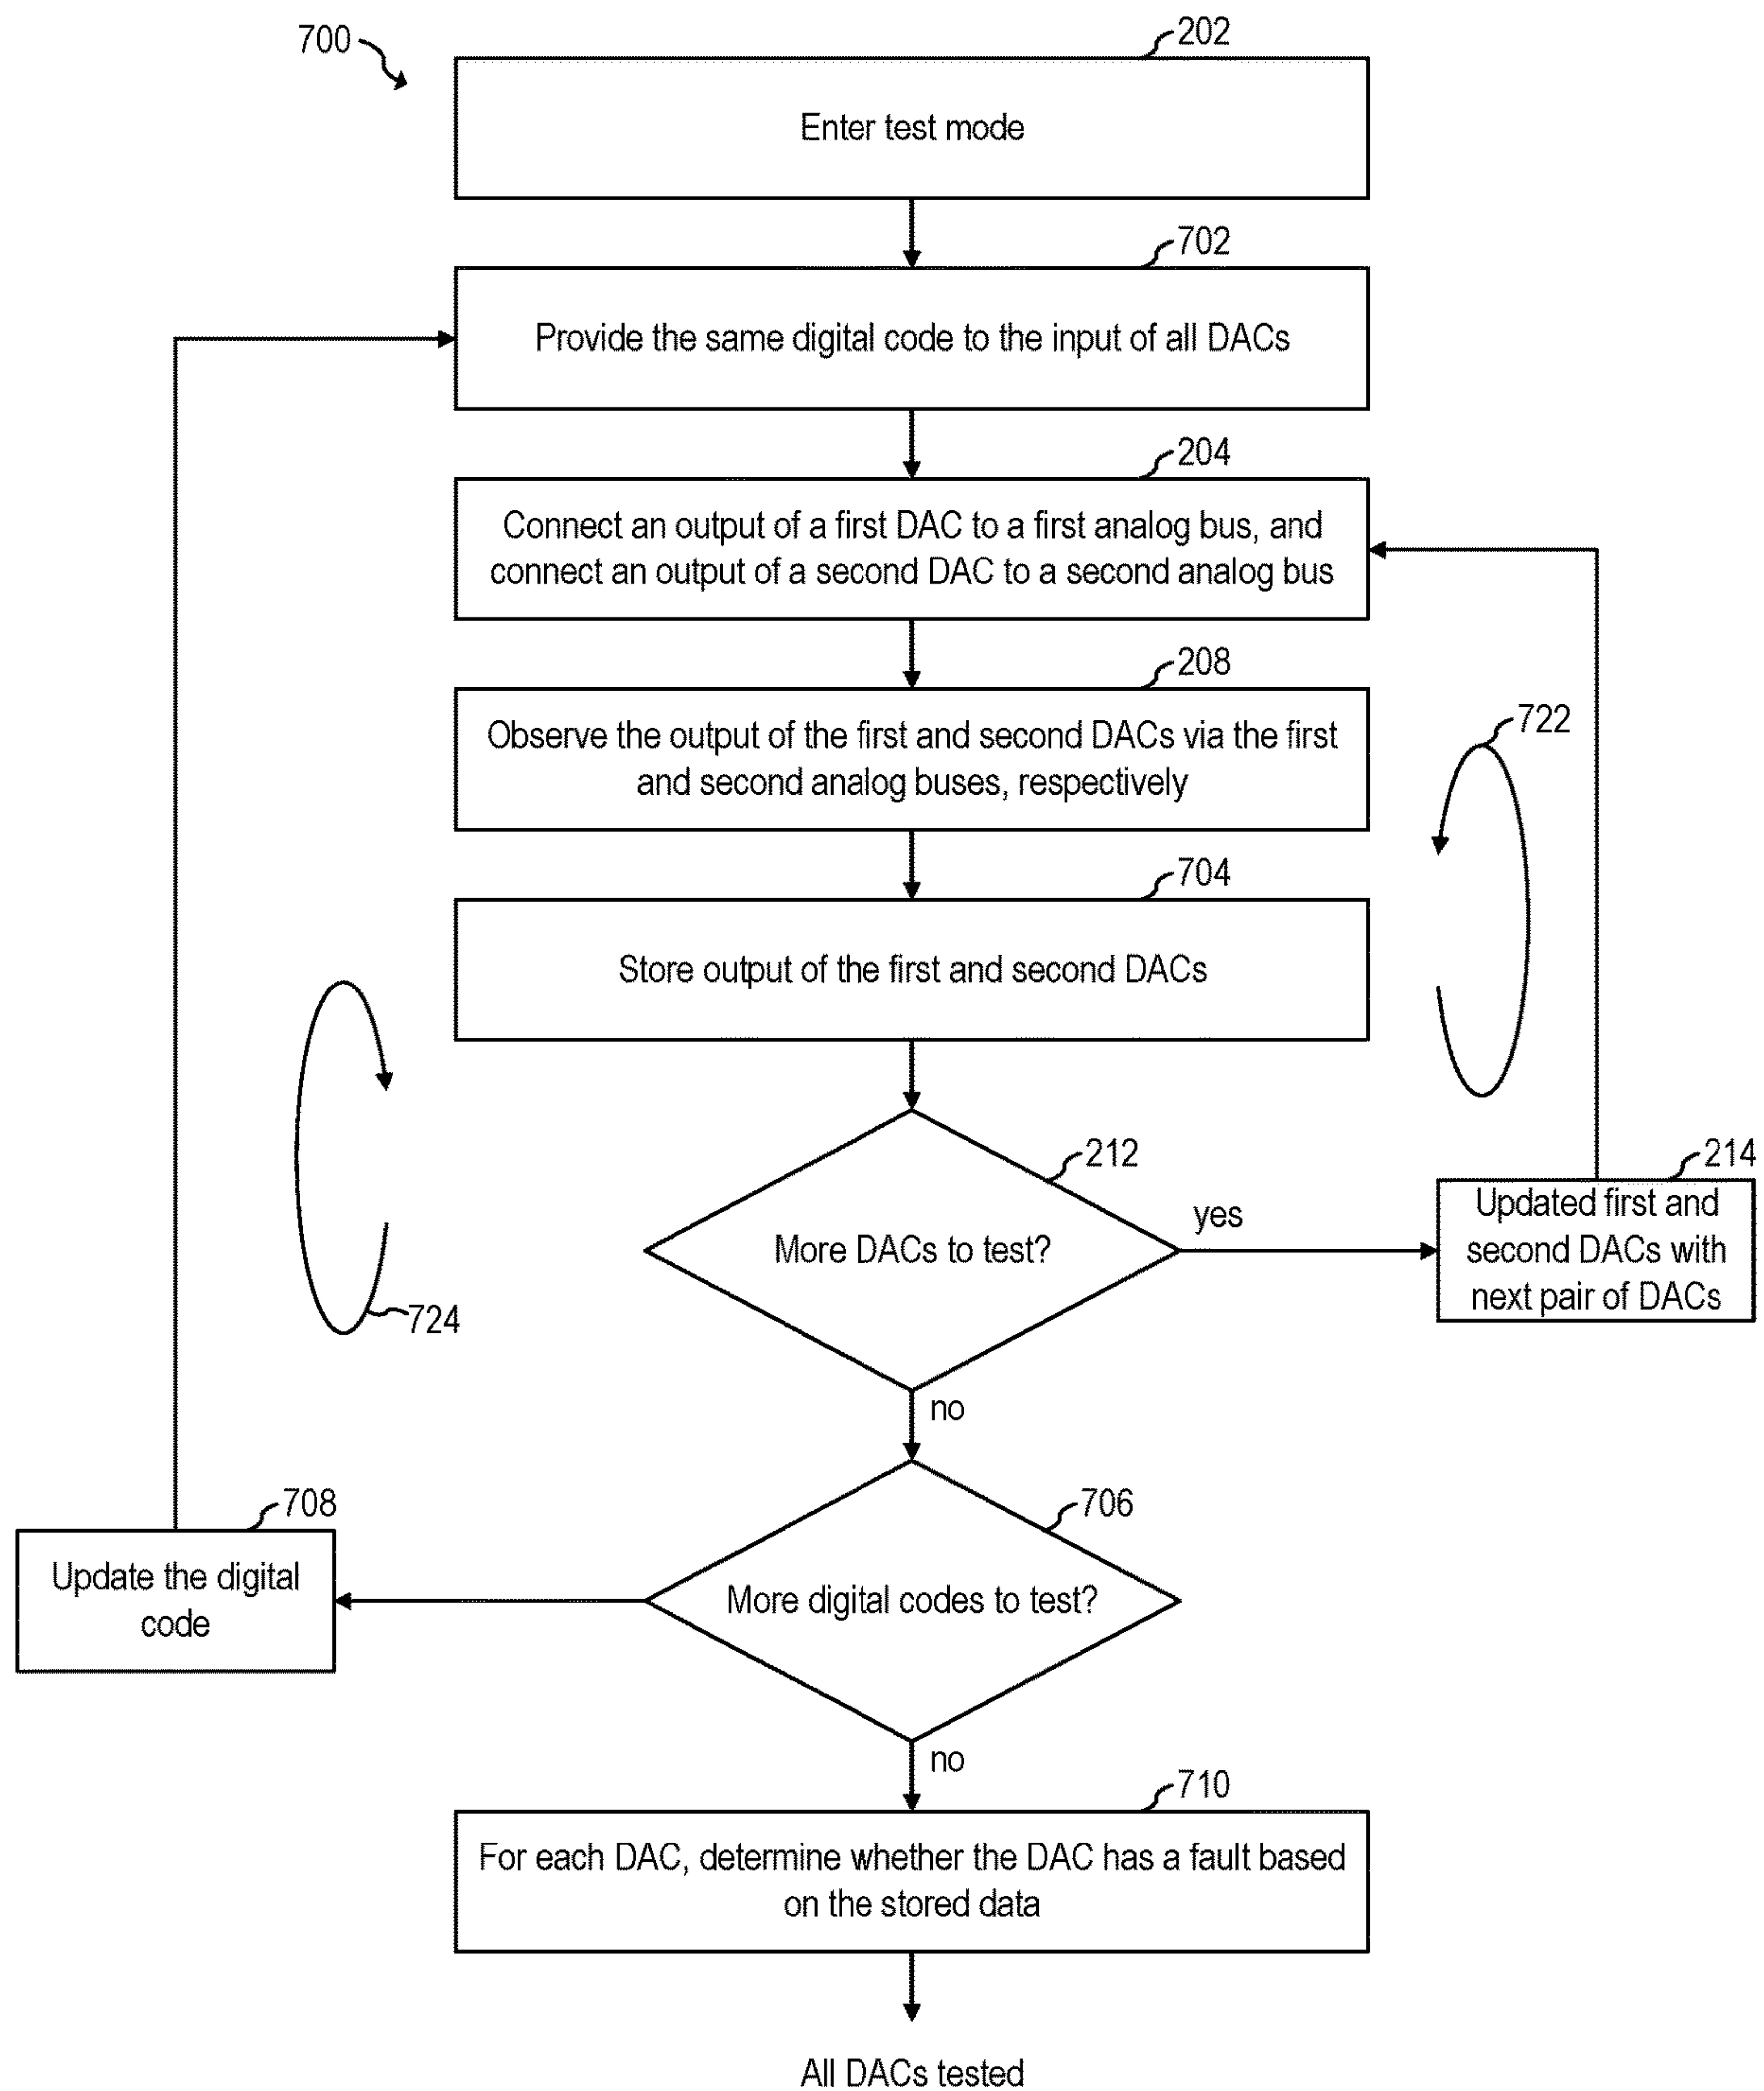 700
202
Enter test mode
702
Provide the same digital code to the input of all DACs
204
Connect an output of a first DAC to a first analog bus, and
connect an output of a second DAC to a second analog bus
208
Observe the output of the first and second DACs via the first
and second analog buses, respectively
722
704
Store output of the first and second DACs
724
212
More DACs to test?
yes
214
Updated first and
second DACs with
next pair of DACs
no
708
Update the digital
code
706
More digital codes to test?
no
710
For each DAC, determine whether the DAC has a fault based
on the stored data
All DACs tested